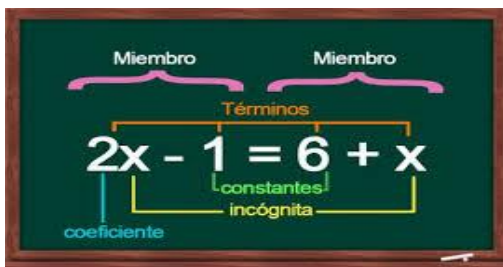 Miembro Miembro
Términos
2x - 1 = 6 + x
constantes
incógnita
coeficiente